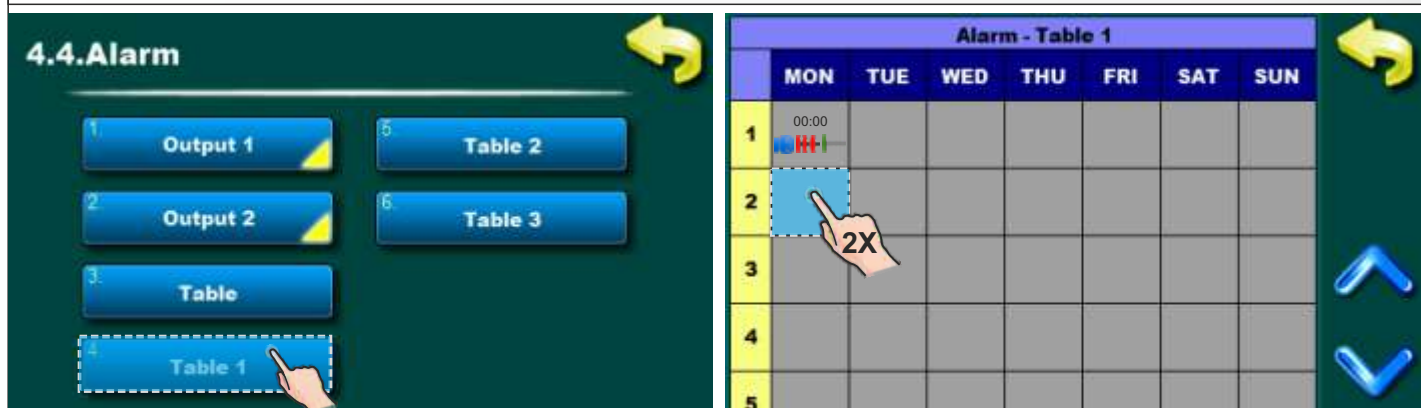 4.4.Alarm
1. Output 1
5. Table 2
2. Output 2
6. Table 3
3. Table
4. Table 1
Alarm - Table 1
MON TUE WED THU FRI SAT SUN
1 00:00
2
2X
3
4
5